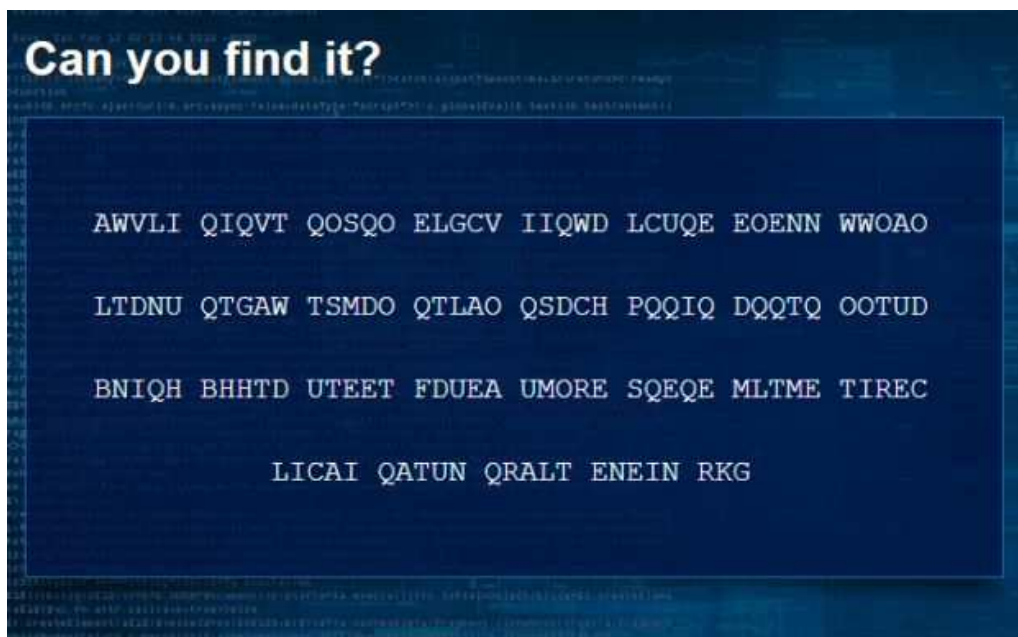 Can you find it?
AWVLI QIQVT QOSQO ELGCV IIQWD LCUQE EOENN WWOAO
LTDNU QTGAW TSMDO QTLAO QSDCH PQQIQ DQQTQ OOTUD
BNIQH BHHTD UTEET FDUEA UMORE SQEQE MLTME TIREC
LICAI QATUN QRALT ENEIN RKG